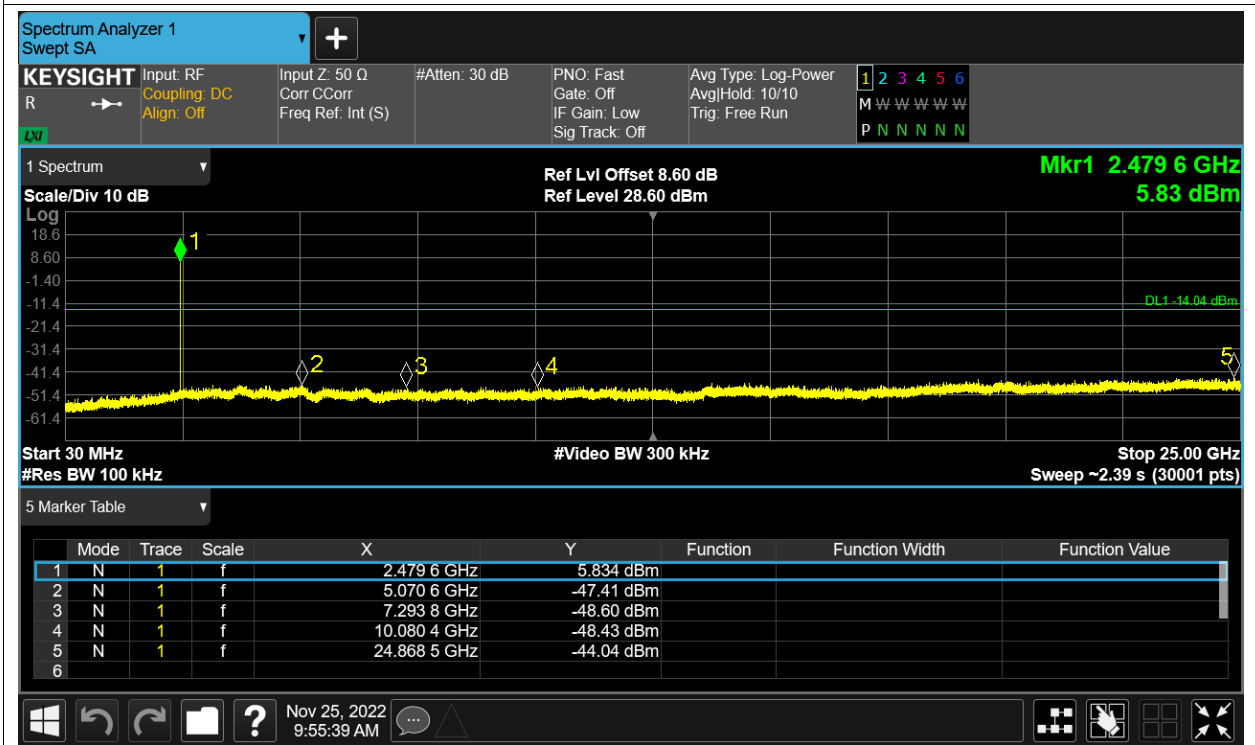 Spectrum Analyzer 1
Swept SA
KEYSIGHT
R
LXI
Input: RF
Coupling: DC
Align: Off
Input Z: 50 Ω
Corr CCorr
Freq Ref: Int (S)
#Atten: 30 dB
PNO: Fast
Gate: Off
IF Gain: Low
Sig Track: Off
Avg Type: Log-Power
Avg|Hold: 10/10
Trig: Free Run
1 2 3 4 5 6
M W W W W W
P N N N N N
1 Spectrum
Scale/Div 10 dB
Ref Lvl Offset 8.60 dB
Ref Level 28.60 dBm
Mkr1 2.479 6 GHz
5.83 dBm
Log
18.6
8.60
-1.40
-11.4
-21.4
-31.4
-41.4
-51.4
-61.4
1
2
3
4
5
DL1 -14.04 dBm
Start 30 MHz
#Video BW 300 kHz
Stop 25.00 GHz
#Res BW 100 kHz
Sweep ~2.39 s (30001 pts)
5 Marker Table
Mode Trace Scale X Y Function Function Width Function Value
1 N 1 f 2.479 6 GHz 5.834 dBm
2 N 1 f 5.070 6 GHz -47.41 dBm
3 N 1 f 7.293 8 GHz -48.60 dBm
4 N 1 f 10.080 4 GHz -48.43 dBm
5 N 1 f 24.868 5 GHz -44.04 dBm
6
?
Nov 25, 2022
9:55:39 AM